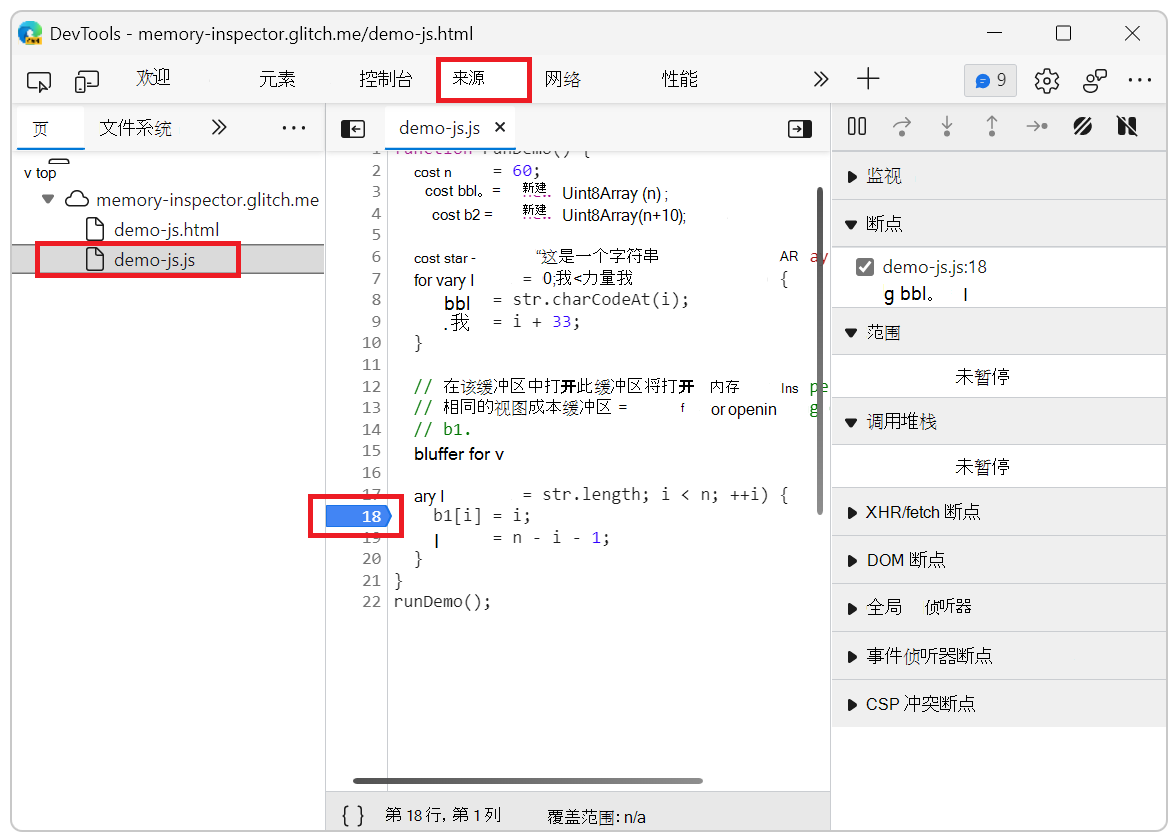 DevTools - memory-inspector.glitch.me/demo-js.html
欢迎 元素 控制台 来源 网络 性能 9
页 文件系统
v top
memory-inspector.glitch.me
demo-js.html
demo-js.js
demo-js.js
1
2 cost n = 60;
3 cost bbl。 = 新建. Uint8Array (n) ;
4 cost b2 = 新建. Uint8Array(n+10);
5
6 cost star - “这是一个字符串 AR ay
7 for vary l = 0;我<力量我 {
8 bbl = str.charCodeAt(i);
9 .我 = i + 33;
10 }
11
12 // 在该缓冲区中打开此缓冲区将打开 内存 Ins pe
13 // 相同的视图成本缓冲区 = f or openin g
14 // b1.
15 bluffer for v
16
17 ary l = str.length; i < n; ++i) {
18 b1[i] = i;
19 l = n - i - 1;
20 }
21 }
22 runDemo();
{ } 第 18 行, 第 1 列 覆盖范围: n/a
监视
断点
demo-js.js:18
g bbl。 l
范围
未暂停
调用堆栈
未暂停
XHR/fetch 断点
DOM 断点
全局 侦听器
事件侦听器断点
CSP 冲突断点